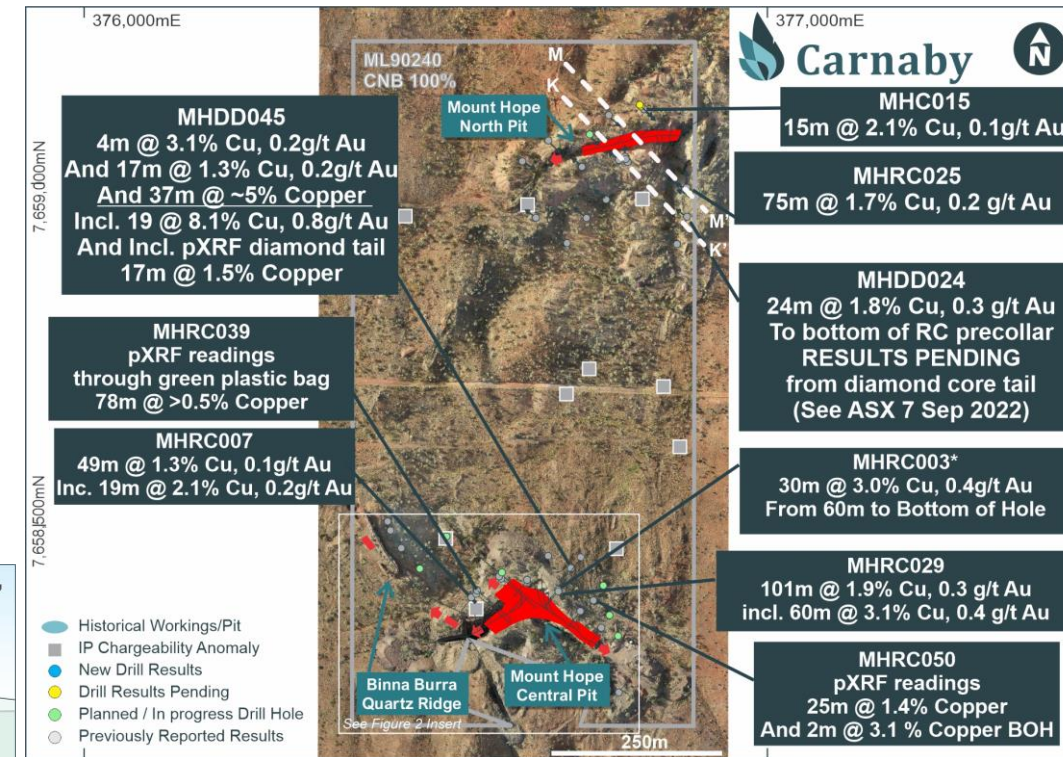 376,000mE
377,000mE
Carnaby
N
ML90240
CNB 100%
M
K
Mount Hope
North Pit
M'
K'
7,659,000mN
7,658,500mN
MHDD045
4m @ 3.1% Cu, 0.2g/t Au
And 17m @ 1.3% Cu, 0.2g/t Au
And 37m @ ~5% Copper
Incl. 19 @ 8.1% Cu, 0.8g/t Au
And Incl. pXRF diamond tail
17m @ 1.5% Copper
MHRC039
pXRF readings
through green plastic bag
78m @ >0.5% Copper
MHRC007
49m @ 1.3% Cu, 0.1g/t Au
Inc. 19m @ 2.1% Cu, 0.2g/t Au
MHC015
15m @ 2.1% Cu, 0.1g/t Au
MHRC025
75m @ 1.7% Cu, 0.2 g/t Au
MHDD024
24m @ 1.8% Cu, 0.3 g/t Au
To bottom of RC precollar
RESULTS PENDING
from diamond core tail
(See ASX 7 Sep 2022)
MHRC003*
30m @ 3.0% Cu, 0.4g/t Au
From 60m to Bottom of Hole
MHRC029
101m @ 1.9% Cu, 0.3 g/t Au
incl. 60m @ 3.1% Cu, 0.4 g/t Au
MHRC050
pXRF readings
25m @ 1.4% Copper
And 2m @ 3.1 % Copper BOH
Historical Workings/Pit
IP Chargeability Anomaly
New Drill Results
Drill Results Pending
Planned / In progress Drill Hole
Previously Reported Results
Binna Burra
Quartz Ridge
Mount Hope
Central Pit
See Figure 2 Insert
250m